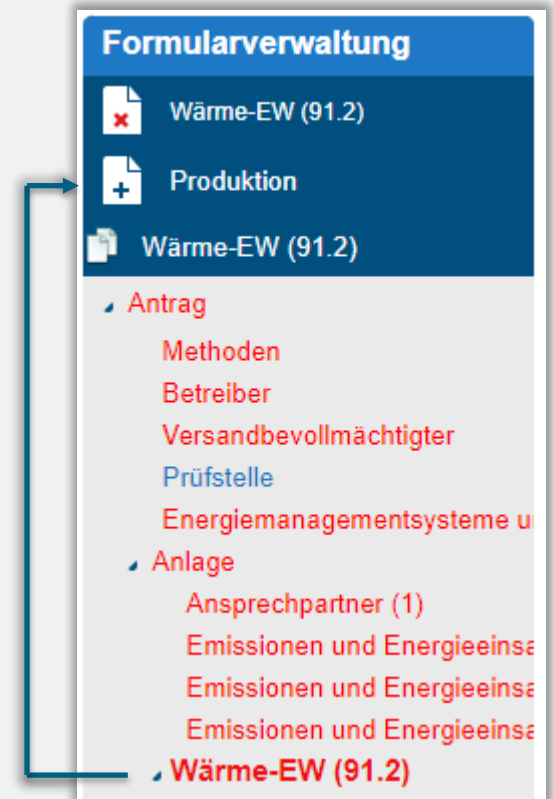 Formularverwaltung
Wärme-EW (91.2)
Produktion
Wärme-EW (91.2)
Antrag
Methoden
Betreiber
Versandbevollmächtigter
Prüfstelle
Energiemanagementsysteme u
Anlage
Ansprechpartner (1)
Emissionen und Energieeinsa
Emissionen und Energieeinsa
Emissionen und Energieeinsa
Wärme-EW (91.2)